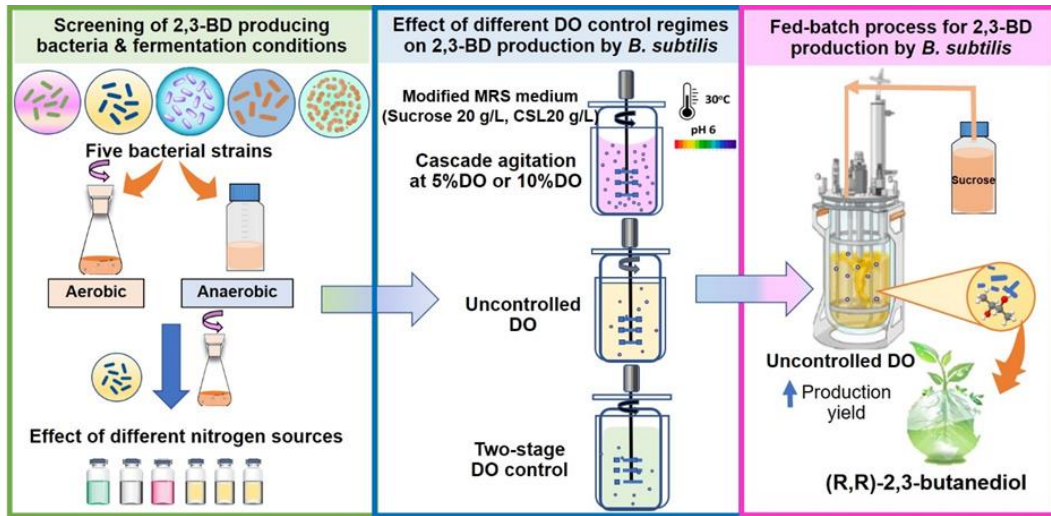 Screening of 2,3-BD producing
bacteria & fermentation conditions
Five bacterial strains
Aerobic
Anaerobic
Effect of different nitrogen sources
Effect of different DO control regimes
on 2,3-BD production by B. subtilis
Modified MRS medium
(Sucrose 20 g/L, CSL20 g/L)
30°C
pH 6
Cascade agitation
at 5%DO or 10%DO
Uncontrolled
DO
Two-stage
DO control
Fed-batch process for 2,3-BD
production by B. subtilis
Sucrose
Uncontrolled DO
Production
yield
(R,R)-2,3-butanediol